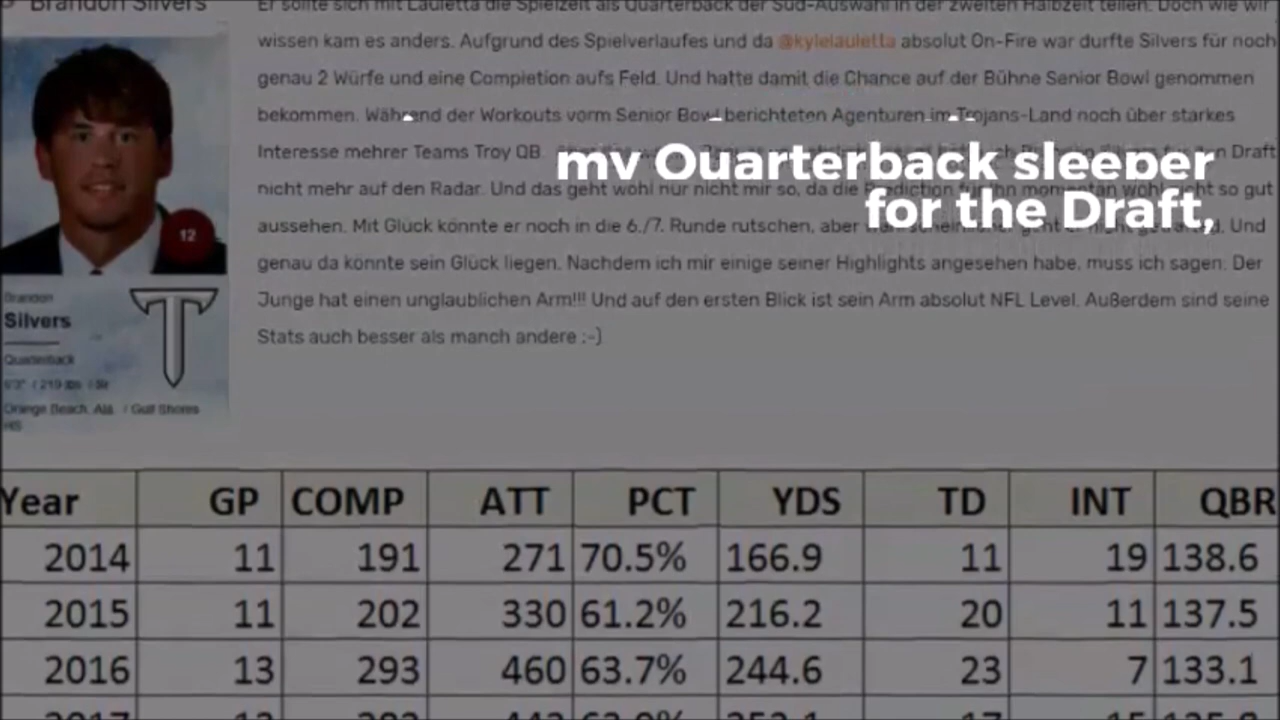 Brandon Silvers
Er sollte sich mit Lauletta die Spielzeit als Quarterback der Süd-Auswahl in der zweiten Halbzeit teilen. Doch wie wir
wissen kam es anders. Aufgrund des Spielverlaufes und da @kylelauletta absolut On-Fire war durfte Silvers für noch
genau 2 Würfe und eine Completion aufs Feld. Und hatte damit die Chance auf der Bühne Senior Bowl genommen
bekommen. Während der Workouts vorm Senior Bowl berichteten Agenturen im Trojans-Land noch über starkes
Interesse mehrer Teams Troy QB. den Draft
my Quarterback sleeper
nicht mehr auf den Radar. Und das geht wohl nur nicht mir so, da die Prediction für ihn momentan wohl nicht so gut
for the Draft,
aussehen. Mit Glück könnte er noch in die 6./7. Runde rutschen, aber Und
genau da könnte sein Glück liegen. Nachdem ich mir einige seiner Highlights angesehen habe, muss ich sagen: Der
Junge hat einen unglaublichen Arm!!! Und auf den ersten Blick ist sein Arm absolut NFL Level. Außerdem sind seine
Stats auch besser als manch andere :-)
12
Brandon
Silvers
Quarterback
6'3" / 219 lbs / Sr
Orange Beach, Ala. / Gulf Shores
HS
Year GP COMP ATT PCT YDS TD INT QBR
2014 11 191 271 70.5% 166.9 11 19 138.6
2015 11 202 330 61.2% 216.2 20 11 137.5
2016 13 293 460 63.7% 244.6 23 7 133.1
2017